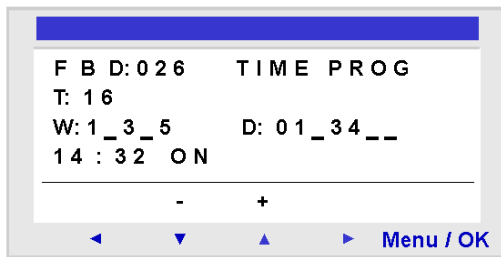 FBD:026 TIME PROG
T: 16
W:1_3_5 D: 01_34__
14 : 32 ON
- +
Menu / OK